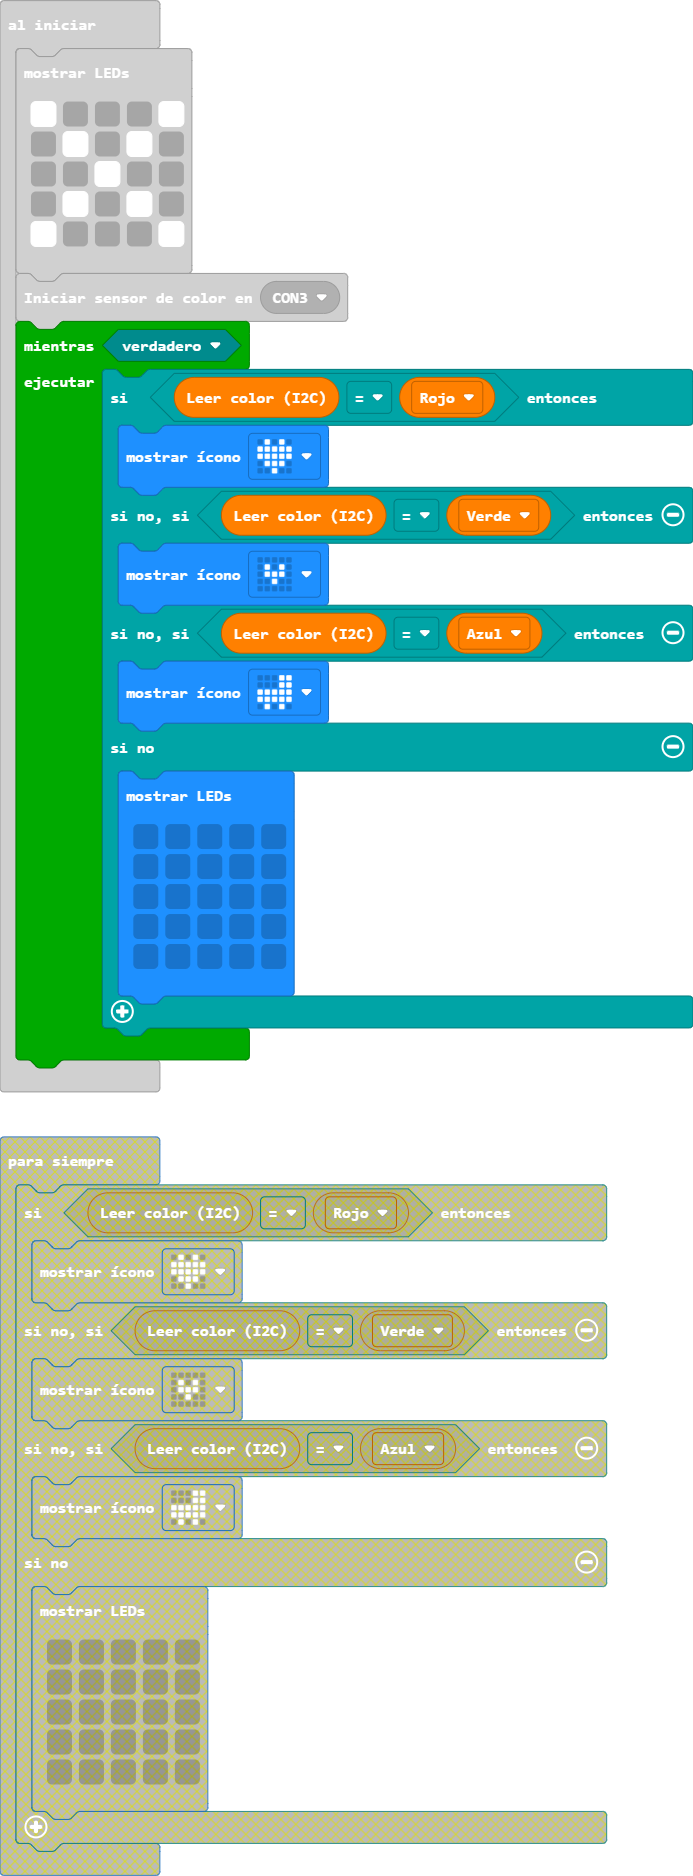 al iniciar
mostrar LEDs
Iniciar sensor de color en CON3
mientras verdadero
ejecutar
si Leer color (I2C) = Rojo entonces
mostrar ícono
si no, si Leer color (I2C) = Verde entonces
mostrar ícono
si no, si Leer color (I2C) = Azul entonces
mostrar ícono
si no
mostrar LEDs
para siempre
si Leer color (I2C) = Rojo entonces
mostrar ícono
si no, si Leer color (I2C) = Verde entonces
mostrar ícono
si no, si Leer color (I2C) = Azul entonces
mostrar ícono
si no
mostrar LEDs